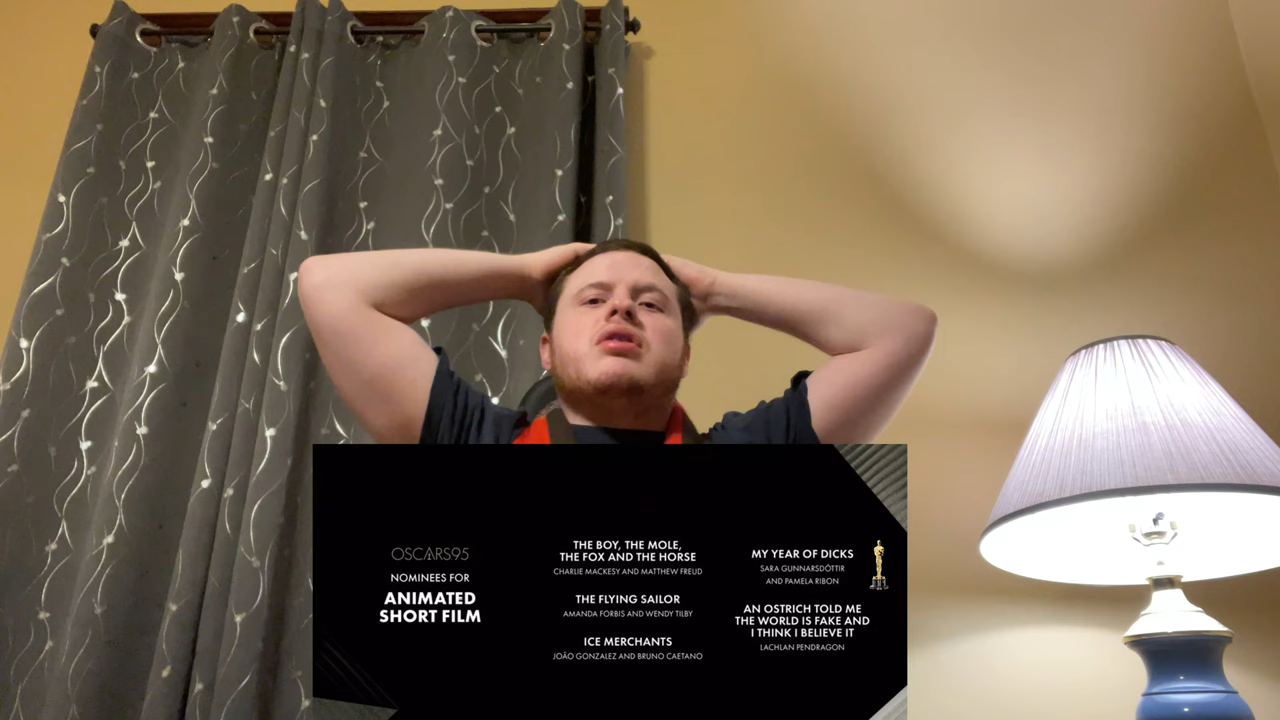 OSCARS95
NOMINEES FOR
ANIMATED
SHORT FILM
THE BOY, THE MOLE,
THE FOX AND THE HORSE
CHARLIE MACKESY AND MATTHEW FREUD
THE FLYING SAILOR
AMANDA FORBIS AND WENDY TILBY
ICE MERCHANTS
JOÃO GONZALEZ AND BRUNO CAETANO
MY YEAR OF DICKS
SARA GUNNARSDÓTTIR
AND PAMELA RIBON
AN OSTRICH TOLD ME
THE WORLD IS FAKE AND
I THINK I BELIEVE IT
LACHLAN PENDRAGON